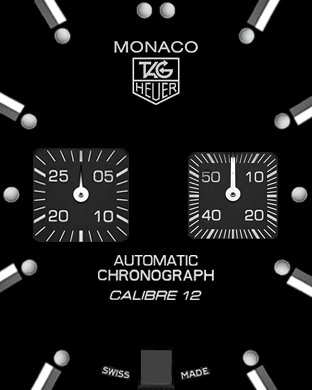 MONACO
TAG
HEUER
25 05
20 10
50 10
40 20
AUTOMATIC
CHRONOGRAPH
CALIBRE 12
SWISS MADE